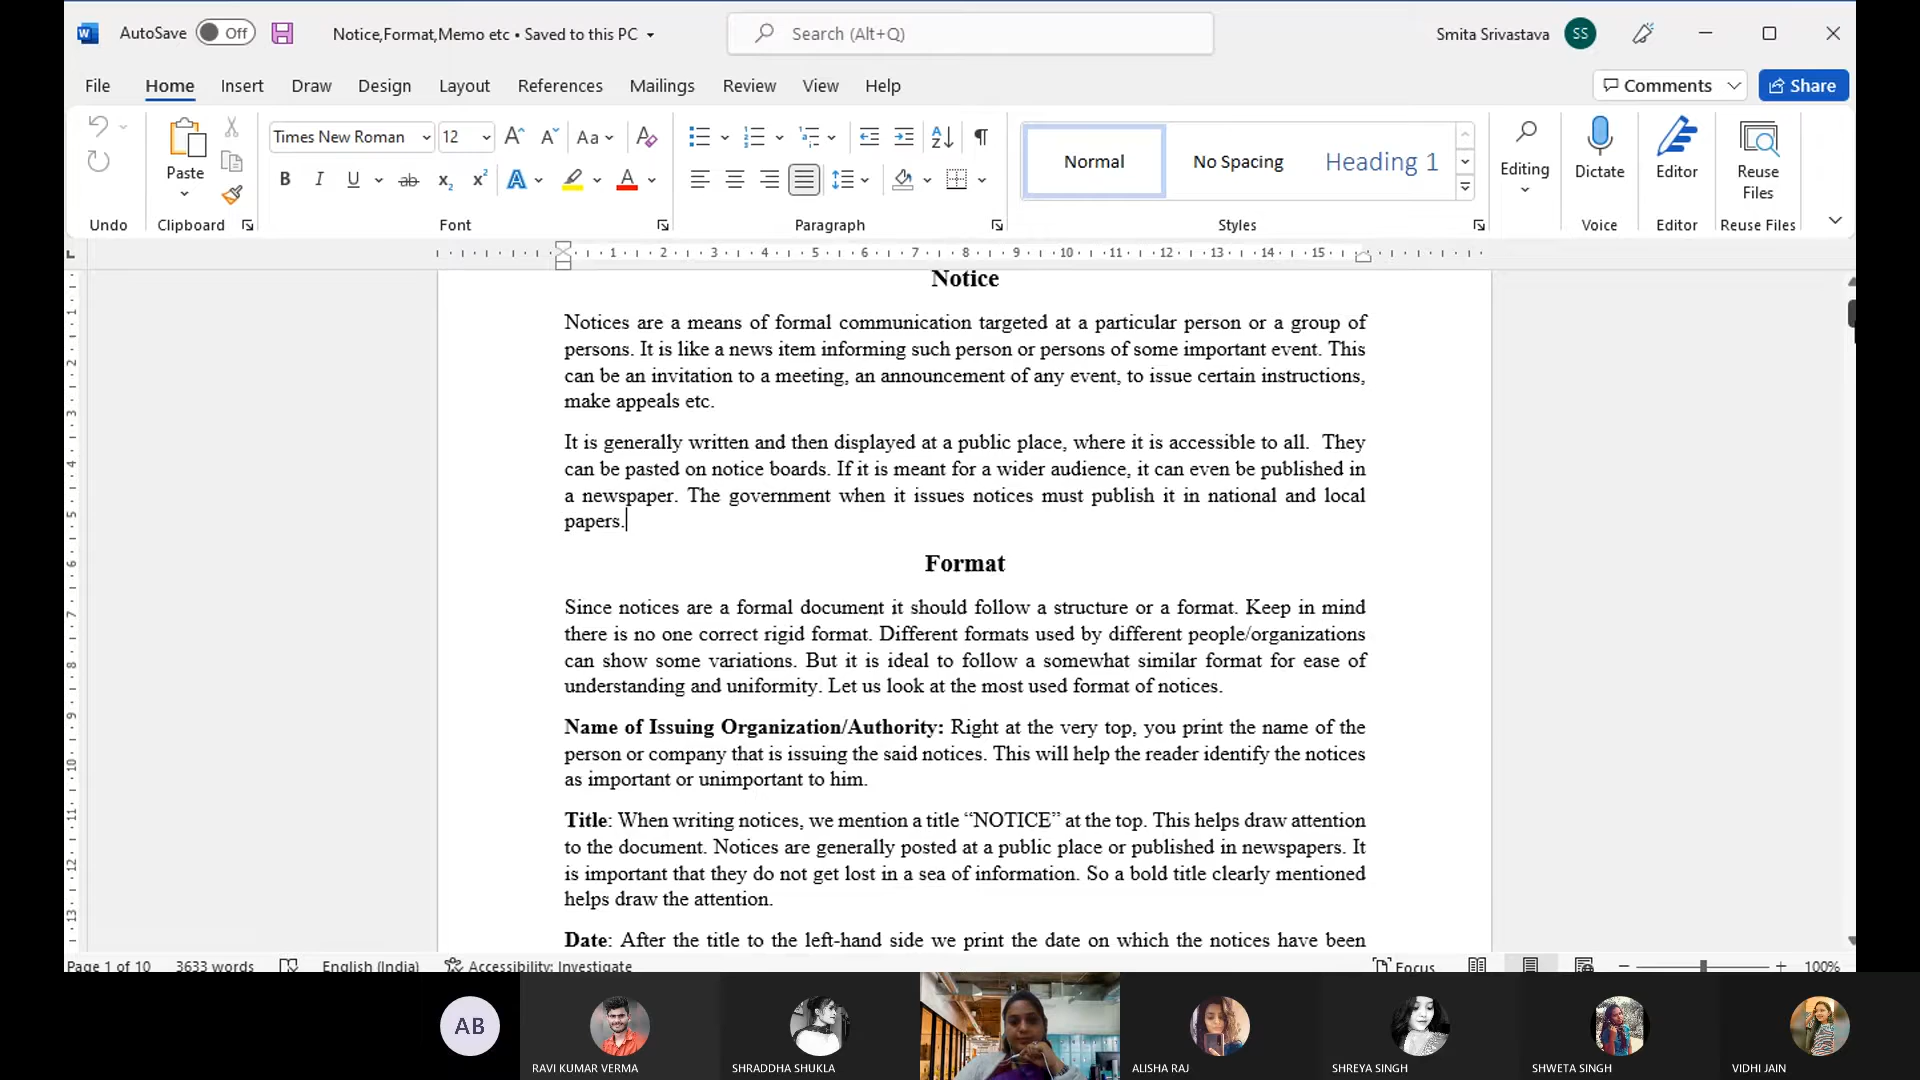 AutoSave Off Notice,Format,Memo etc • Saved to this PC Search (Alt+Q) Smita Srivastava SS
File Home Insert Draw Design Layout References Mailings Review View Help Comments Share
Times New Roman 12 Aa
Paste
Normal No Spacing Heading 1
Editing Dictate Editor Reuse Files
Undo Clipboard Font Paragraph Styles Voice Editor Reuse Files
1 2 3 4 5 6 7 8 9 10 11 12 13 14 15
Notice
Notices are a means of formal communication targeted at a particular person or a group of
persons. It is like a news item informing such person or persons of some important event. This
can be an invitation to a meeting, an announcement of any event, to issue certain instructions,
make appeals etc.
It is generally written and then displayed at a public place, where it is accessible to all. They
can be pasted on notice boards. If it is meant for a wider audience, it can even be published in
a newspaper. The government when it issues notices must publish it in national and local
papers.
Format
Since notices are a formal document it should follow a structure or a format. Keep in mind
there is no one correct rigid format. Different formats used by different people/organizations
can show some variations. But it is ideal to follow a somewhat similar format for ease of
understanding and uniformity. Let us look at the most used format of notices.
Name of Issuing Organization/Authority: Right at the very top, you print the name of the
person or company that is issuing the said notices. This will help the reader identify the notices
as important or unimportant to him.
Title: When writing notices, we mention a title “NOTICE” at the top. This helps draw attention
to the document. Notices are generally posted at a public place or published in newspapers. It
is important that they do not get lost in a sea of information. So a bold title clearly mentioned
helps draw the attention.
Date: After the title to the left-hand side we print the date on which the notices have been
Page 1 of 10 3633 words English (India) Accessibility: Investigate Focus 100%
AB
RAVI KUMAR VERMA SHRADDHA SHUKLA ALISHA RAJ SHREYA SINGH SHWETA SINGH VIDHI JAIN